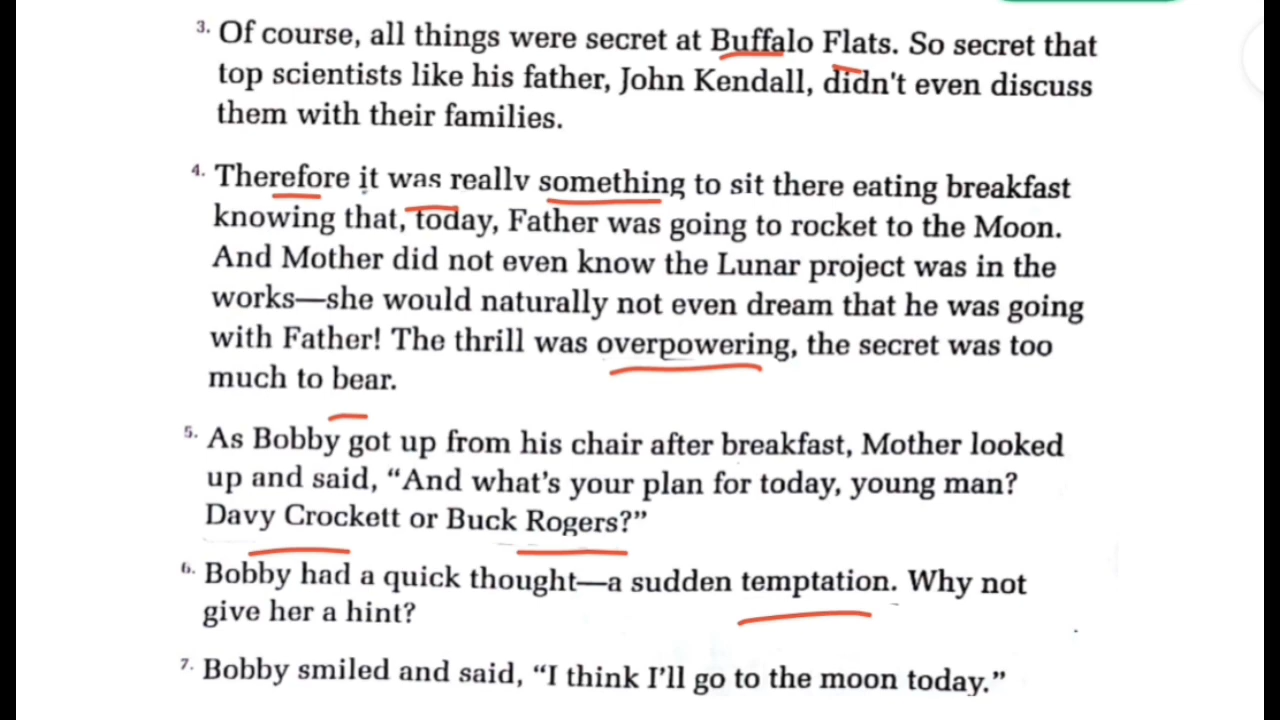 3. Of course, all things were secret at Buffalo Flats. So secret that
top scientists like his father, John Kendall, didn't even discuss
them with their families.
4. Therefore it was really something to sit there eating breakfast
knowing that, today, Father was going to rocket to the Moon.
And Mother did not even know the Lunar project was in the
works—she would naturally not even dream that he was going
with Father! The thrill was overpowering, the secret was too
much to bear.
5. As Bobby got up from his chair after breakfast, Mother looked
up and said, “And what’s your plan for today, young man?
Davy Crockett or Buck Rogers?”
6. Bobby had a quick thought—a sudden temptation. Why not
give her a hint?
7. Bobby smiled and said, “I think I’ll go to the moon today.”